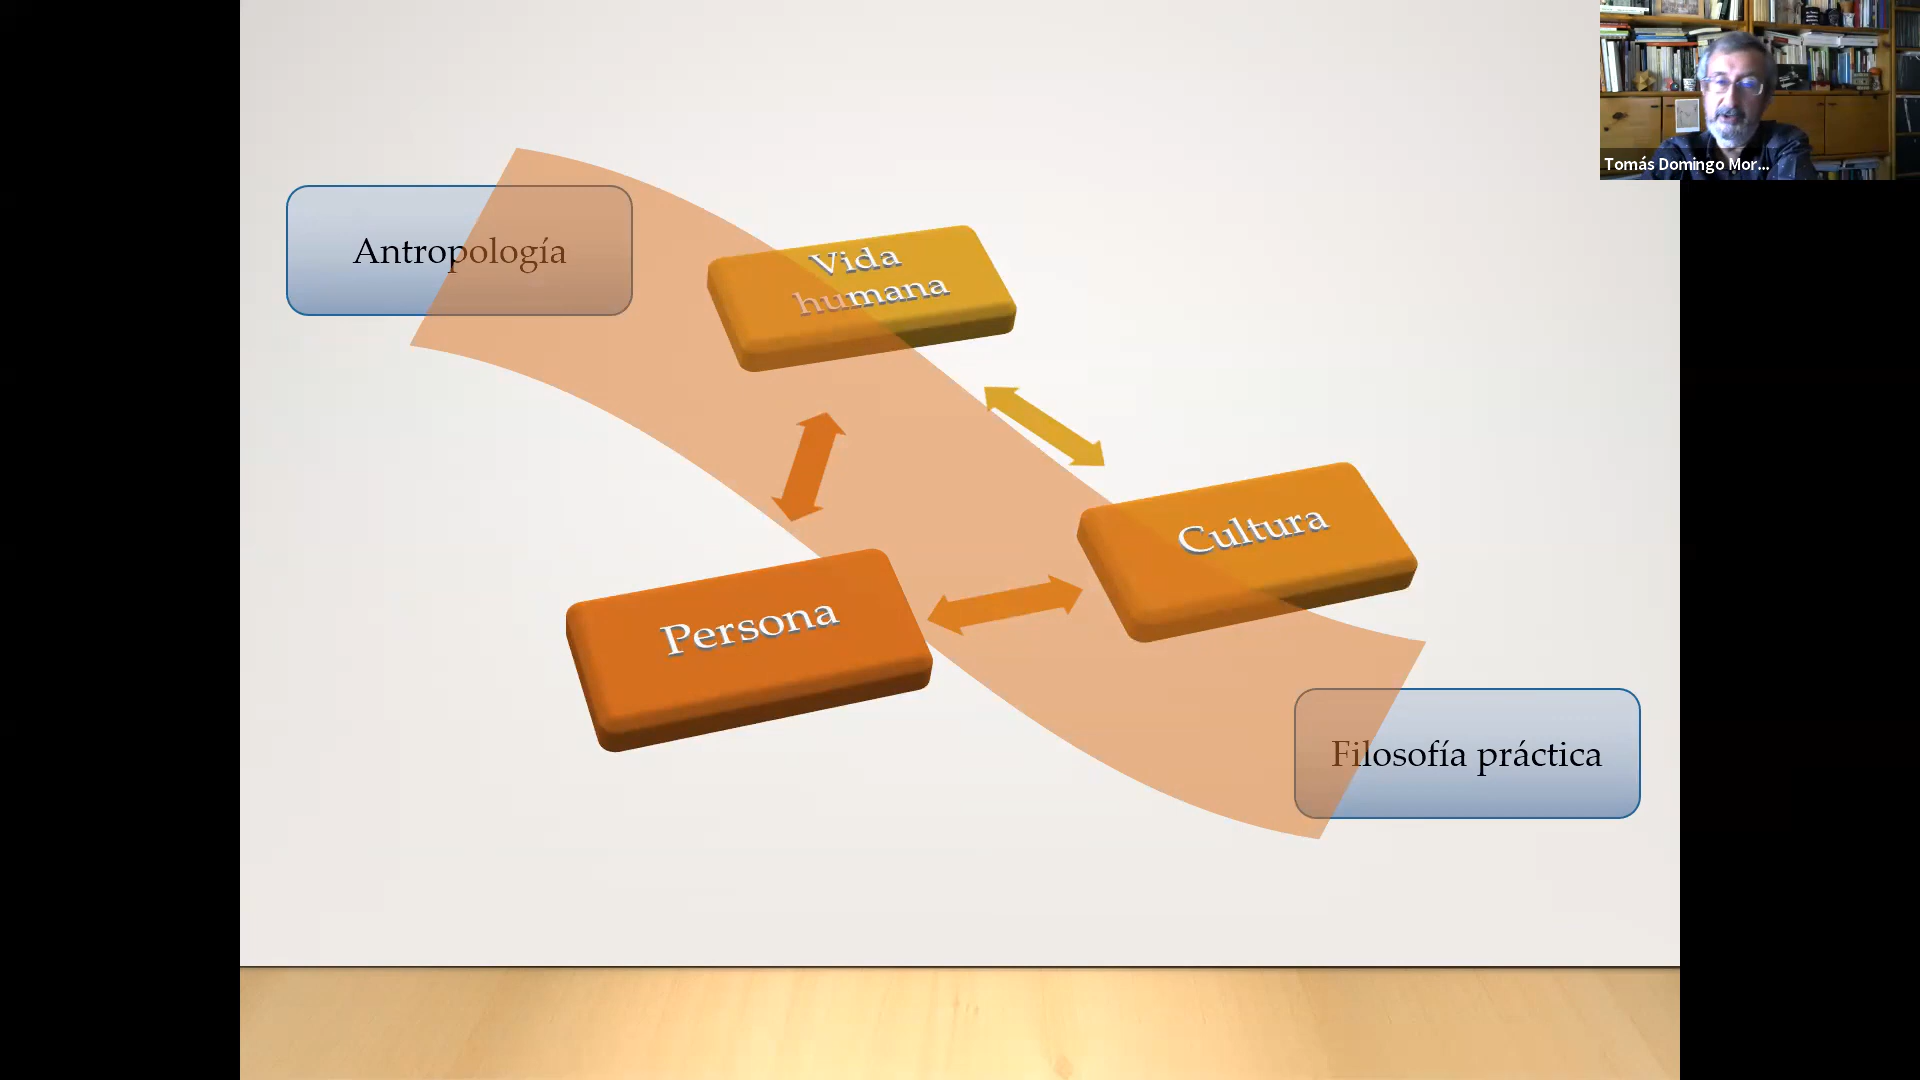 Antropología
Vida
humana
Cultura
Persona
Filosofía práctica
Tomás Domingo Mor...